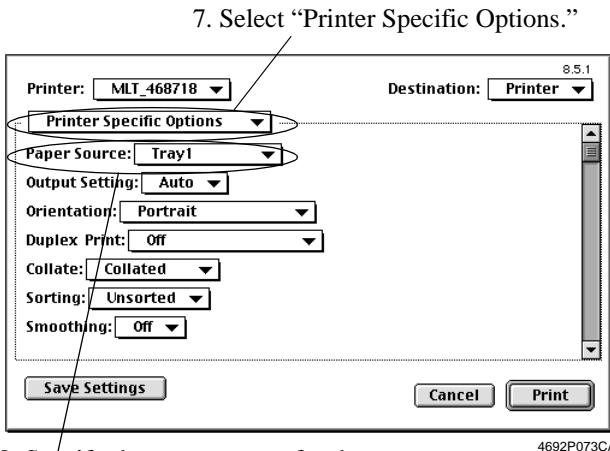 7. Select “Printer Specific Options.”
8.5.1
Printer: MLT_468718 Destination: Printer
Printer Specific Options
Paper Source: Tray1
Output Setting: Auto
Orientation: Portrait
Duplex Print: Off
Collate: Collated
Sorting: Unsorted
Smoothing: Off
Save Settings Cancel Print
4692P073CA